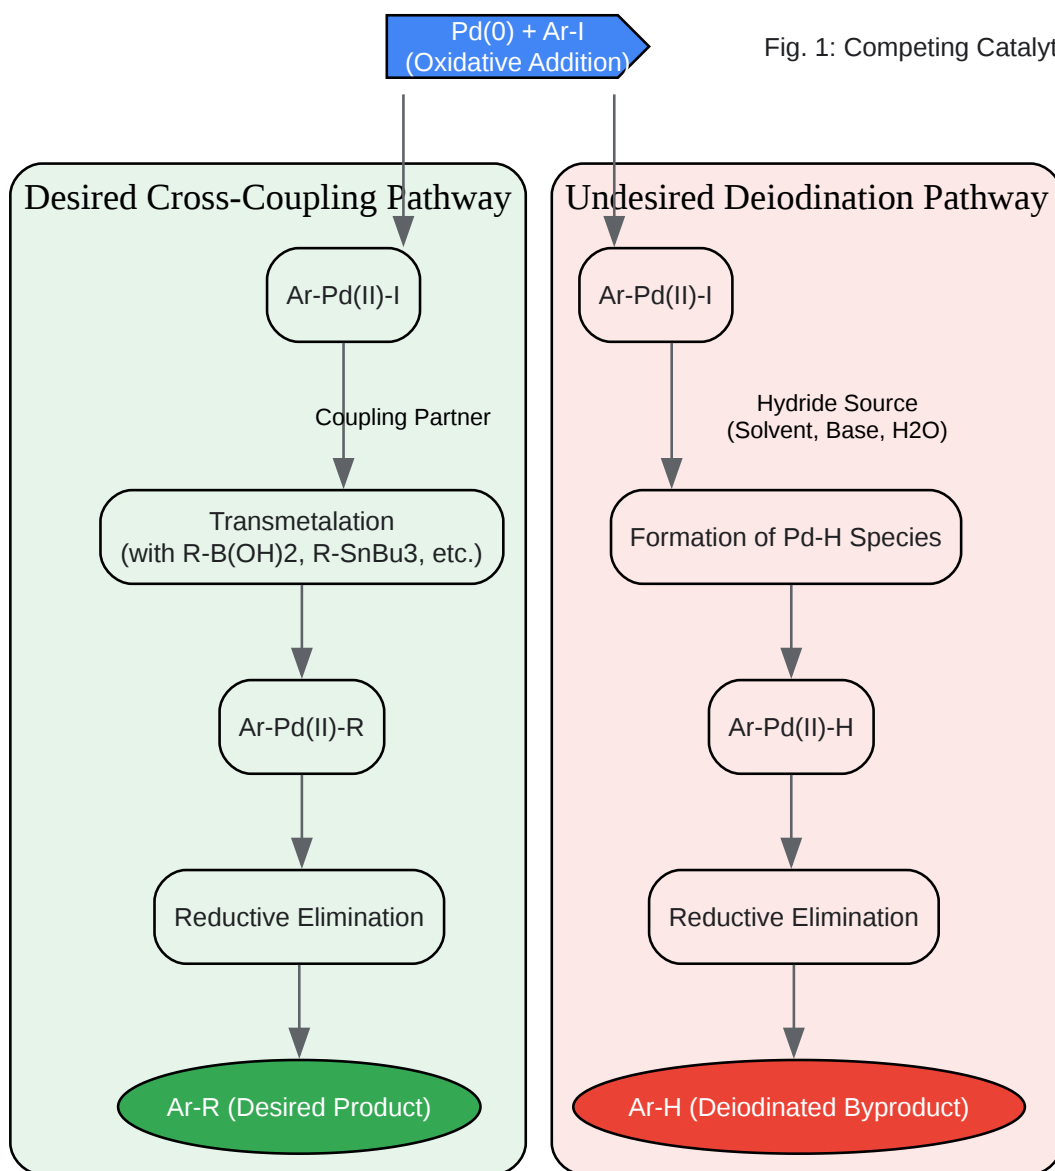 Pd(0) + Ar-I
(Oxidative Addition)
Fig. 1: Competing Catalyt
Desired Cross-Coupling Pathway
Ar-Pd(II)-I
Coupling Partner
Transmetalation
(with R-B(OH)2, R-SnBu3, etc.)
Ar-Pd(II)-R
Reductive Elimination
Ar-R (Desired Product)
Undesired Deiodination Pathway
Ar-Pd(II)-I
Hydride Source
(Solvent, Base, H2O)
Formation of Pd-H Species
Ar-Pd(II)-H
Reductive Elimination
Ar-H (Deiodinated Byproduct)